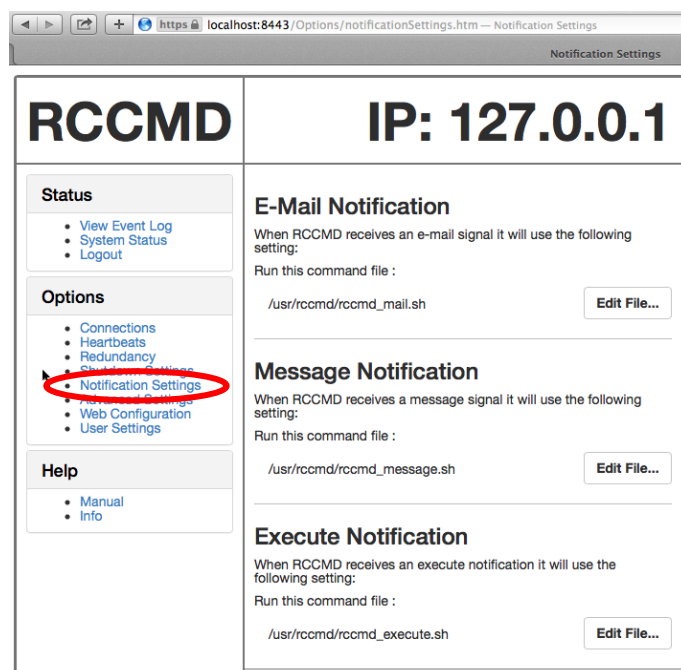 https localhost:8443/Options/notificationSettings.htm — Notification Settings
Notification Settings
RCCMD
IP: 127.0.0.1
Status
View Event Log
System Status
Logout
Options
Connections
Heartbeats
Redundancy
Shutdown Settings
Notification Settings
Advanced Settings
Web Configuration
User Settings
Help
Manual
Info
E-Mail Notification
When RCCMD receives an e-mail signal it will use the following
setting:
Run this command file :
/usr/rccmd/rccmd_mail.sh
Edit File...
Message Notification
When RCCMD receives a message signal it will use the following
setting:
Run this command file :
/usr/rccmd/rccmd_message.sh
Edit File...
Execute Notification
When RCCMD receives an execute notification it will use the
following setting:
Run this command file :
/usr/rccmd/rccmd_execute.sh
Edit File...